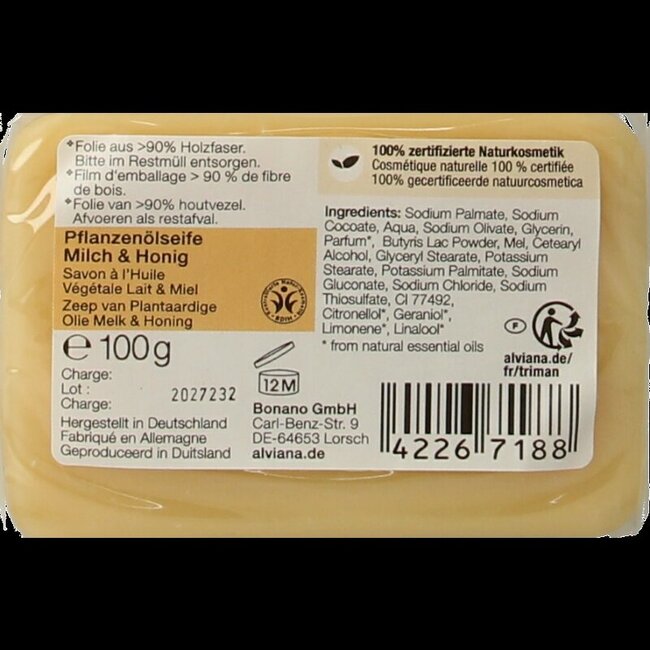 *Folie aus >90% Holzfaser.
Bitte im Restmüll entsorgen.
*Film d'emballage > 90 % de fibre
de bois.
*Folie van >90% houtvezel.
Afvoeren als restafval.
Pflanzenölseife
Milch & Honig
Savon à l'Huile
Végétale Lait & Miel
Zeep van Plantaardige
Olie Melk & Honing
e 100g
Charge:
Lot :
Charge:
2027232
Hergestellt in Deutschland
Fabriqué en Allemagne
Geproduceerd in Duitsland
12M
Bonano GmbH
Carl-Benz-Str. 9
DE-64653 Lorsch
alviana.de
100% zertifizierte Naturkosmetik
Cosmétique naturelle 100 % certifiée
100% gecertificeerde natuurcosmetica
Ingredients: Sodium Palmate, Sodium
Cocoate, Aqua, Sodium Olivate, Glycerin,
Parfum*, Butyris Lac Powder, Mel, Cetearyl
Alcohol, Glyceryl Stearate, Potassium
Stearate, Potassium Palmitate, Sodium
Gluconate, Sodium Chloride, Sodium
Thiosulfate, CI 77492,
Citronellol*, Geraniol*,
Limonene*, Linalool*
* from natural essential oils
F
alviana.de/
fr/triman
4226 7188